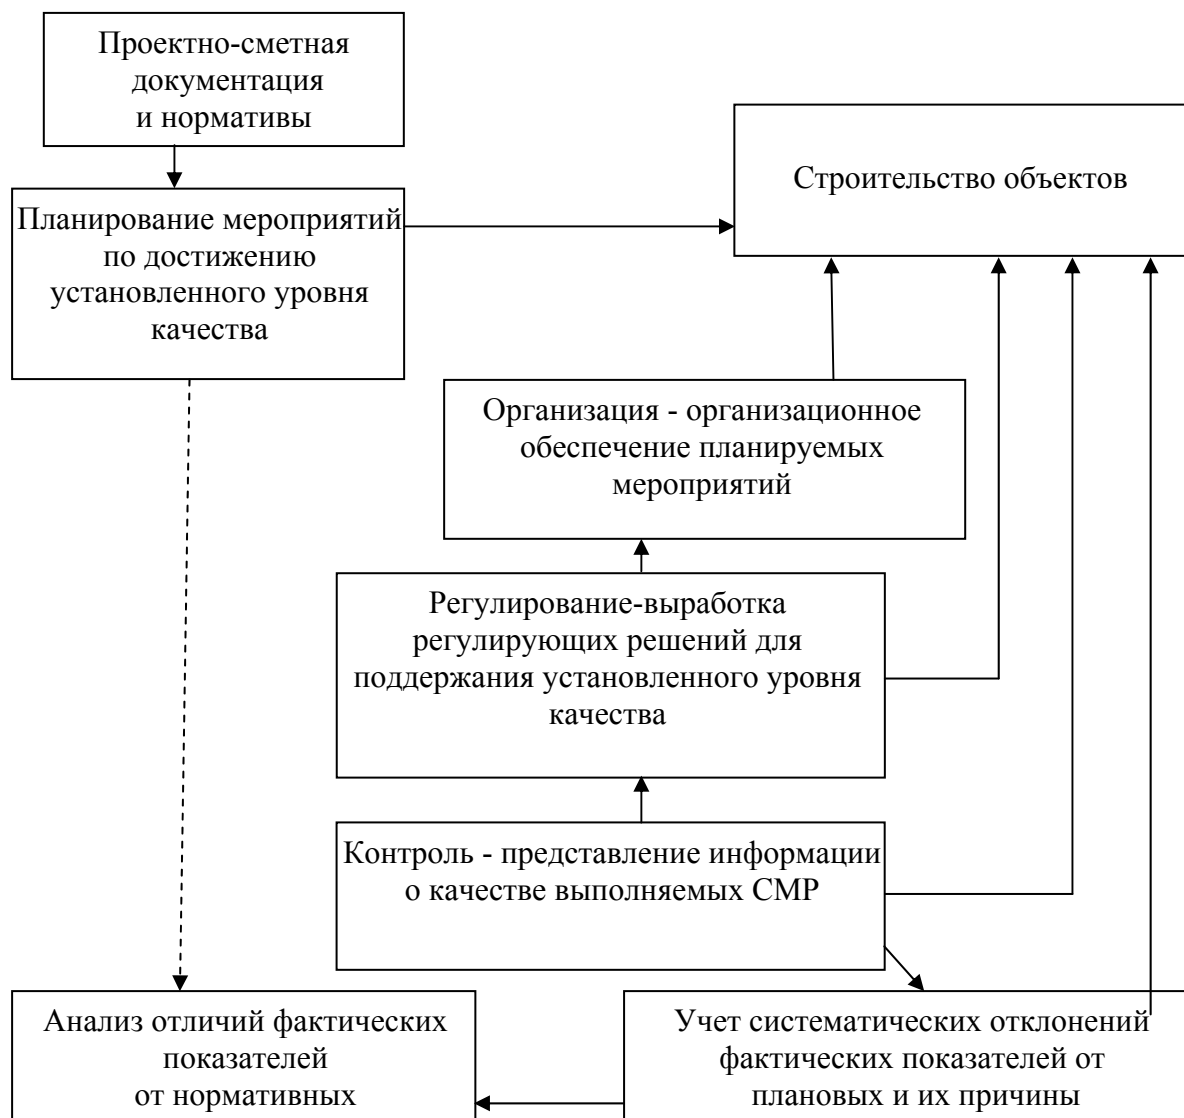 Проектно-сметная
документация
и нормативы
Строительство объектов
Планирование мероприятий
по достижению
установленного уровня
качества
Организация - организационное
обеспечение планируемых
мероприятий
Регулирование-выработка
регулирующих решений для
поддержания установленного уровня
качества
Контроль - представление информации
о качестве выполняемых СМР
Анализ отличий фактических
показателей
от нормативных
Учет систематических отклонений
фактических показателей от
плановых и их причины